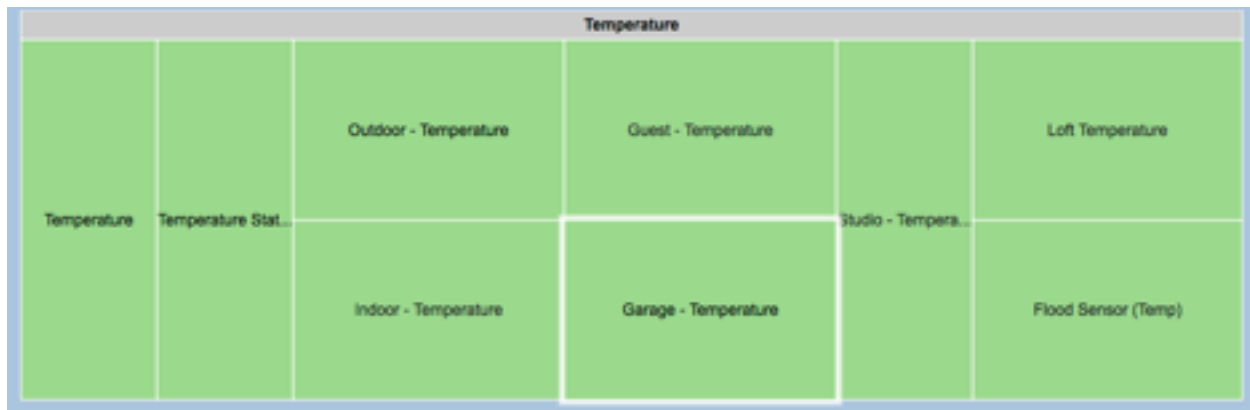 Temperature
Outdoor - Temperature
Guest - Temperature
Loft Temperature
Temperature
Temperature Stat...
Studio - Tempera...
Indoor - Temperature
Garage - Temperature
Flood Sensor (Temp)